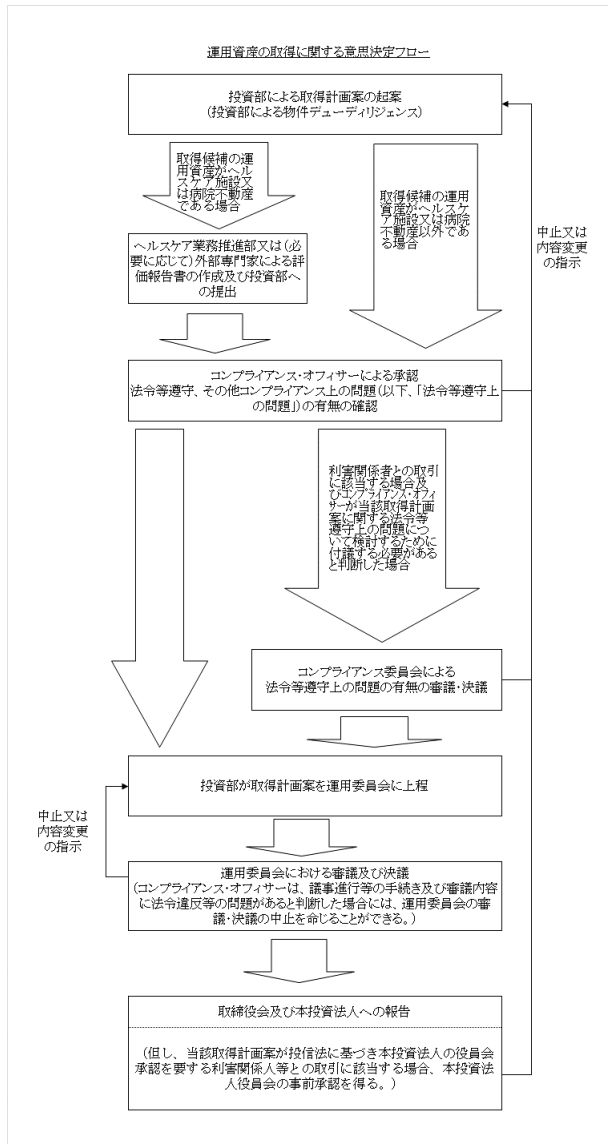 運用資産の取得に関する意思決定フロー
投資部による取得計画案の起案
(投資部による物件デューディリジェンス)
取得候補の運
用資産がヘル
スケア施設又
は病院不動産
である場合
取得候補の運用
資産がヘルスケ
ア施設又は病院
不動産以外であ
る場合
中止又は
内容変更
の指示
ヘルスケア業務推進部又は(必
要に応じて)外部専門家による評
価報告書の作成及び投資部へ
の提出
コンプライアンス・オフィサーによる承認
法令等遵守、その他コンプライアンス上の問題(以下、「法令等遵守上
の問題」)の有無の確認
利害関係者との取引
に該当する場合及
びコンプライアンス・オフィ
サーが当該取得計画
案に関する法令等
遵守上の問題につ
いて検討するために
付議する必要がある
と判断した場合
コンプライアンス委員会による
法令等遵守上の問題の有無の審議・決議
投資部が取得計画案を運用委員会に上程
中止又は
内容変更
の指示
運用委員会における審議及び決議
(コンプライアンス・オフィサーは、議事進行等の手続き及び審議内容
に法令違反等の問題があると判断した場合には、運用委員会の審
議・決議の中止を命じることができる。)
取締役会及び本投資法人への報告
(但し、当該取得計画案が投信法に基づき本投資法人の役員会
承認を要する利害関係人等との取引に該当する場合、本投資法
人役員会の事前承認を得る。)